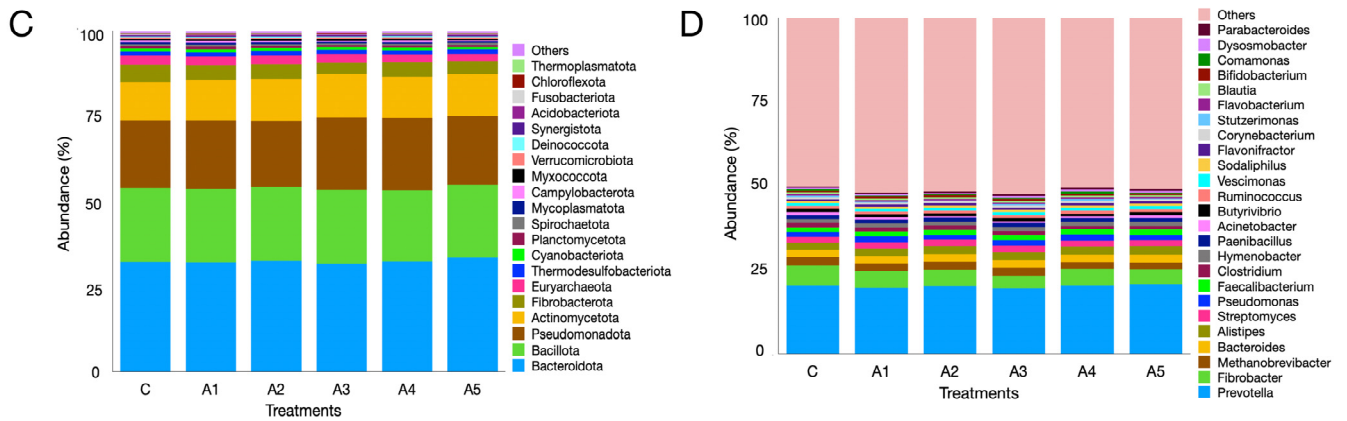 C
100
75
50
25
0
Abundance (%)
C A1 A2 A3 A4 A5
Treatments
Others
Thermoplasmatota
Chloroflexota
Fusobacteriota
Acidobacteriota
Synergistota
Deinococcota
Verrucomicrobiota
Myxococcota
Campylobacterota
Mycoplasmatota
Spirochaetota
Planctomycetota
Cyanobacteriota
Thermodesulfobacteriota
Euryarchaeota
Fibrobacterota
Actinomycetota
Pseudomonadota
Bacillota
Bacteroidota
D
100
75
50
25
0
Abundance (%)
C A1 A2 A3 A4 A5
Treatments
Others
Parabacteroides
Dysosmobacter
Comamonas
Bifidobacterium
Blautia
Flavobacterium
Stutzerimonas
Corynebacterium
Flavonifractor
Sodaliphilus
Vescimonas
Ruminococcus
Butyrivibrio
Acinetobacter
Paenibacillus
Hymenobacter
Clostridium
Faecalibacterium
Pseudomonas
Streptomyces
Alistipes
Bacteroides
Methanobrevibacter
Fibrobacter
Prevotella